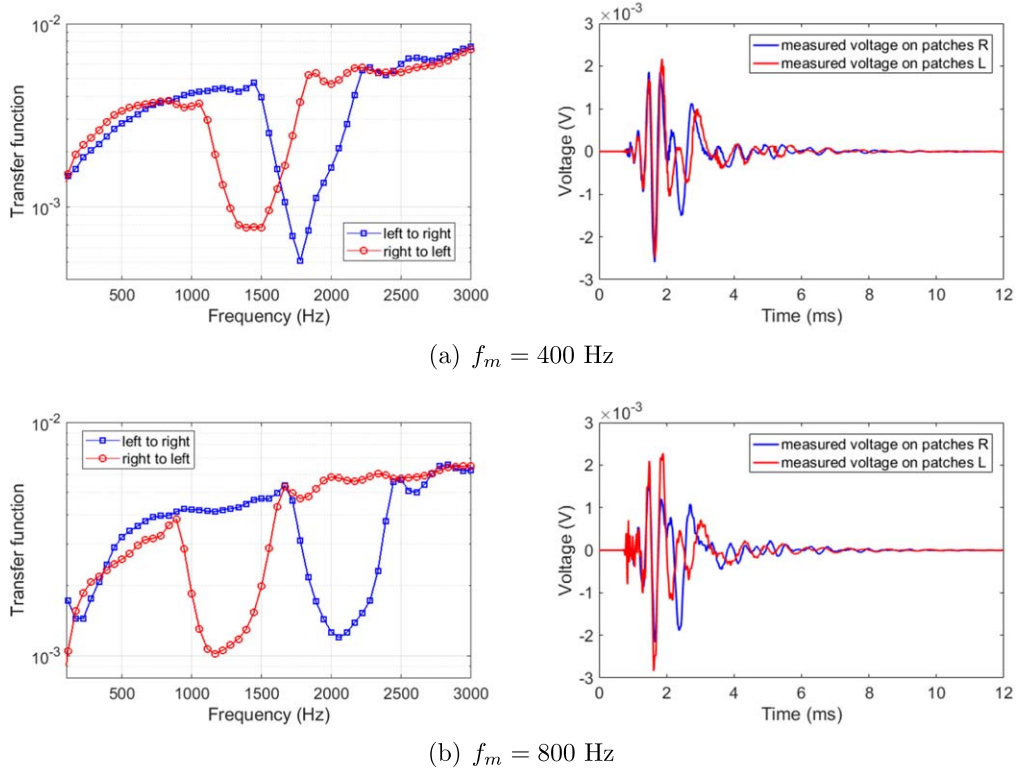 10^-2
10^-3
Transfer function
left to right
right to left
500 1000 1500 2000 2500 3000
Frequency (Hz)
×10^-3
3
2
1
0
-1
-2
-3
Voltage (V)
measured voltage on patches R
measured voltage on patches L
0 2 4 6 8 10 12
Time (ms)
(a) f_m = 400 Hz
10^-2
10^-3
Transfer function
left to right
right to left
500 1000 1500 2000 2500 3000
Frequency (Hz)
×10^-3
3
2
1
0
-1
-2
-3
Voltage (V)
measured voltage on patches R
measured voltage on patches L
0 2 4 6 8 10 12
Time (ms)
(b) f_m = 800 Hz